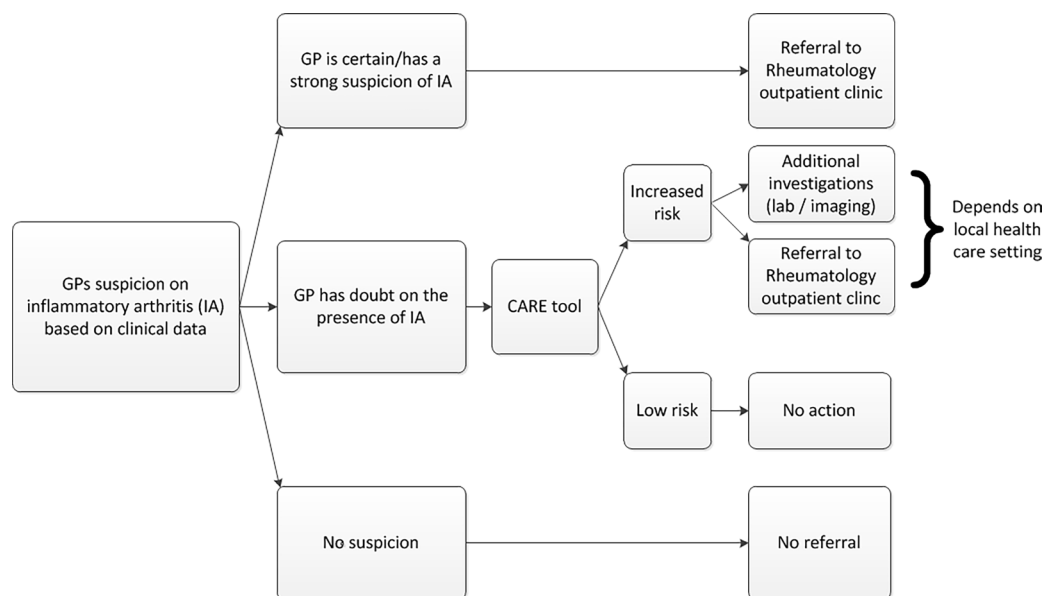 GP is certain/has a
strong suspicion of IA
Referral to
Rheumatology
outpatient clinic
Increased
risk
Additional
investigations
(lab / imaging)
Referral to
Rheumatology
outpatient clinc
Depends on
local health
care setting
GPs suspicion on
inflammatory arthritis (IA)
based on clinical data
GP has doubt on the
presence of IA
CARE tool
Low risk
No action
No suspicion
No referral